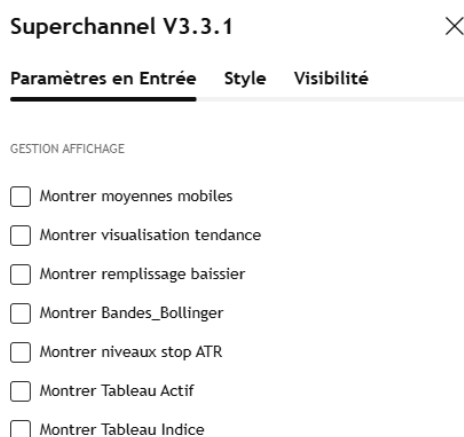 Superchannel V3.3.1
Paramètres en Entrée Style Visibilité
GESTION AFFICHAGE
Montrer moyennes mobiles
Montrer visualisation tendance
Montrer remplissage baissier
Montrer Bandes_Bollinger
Montrer niveaux stop ATR
Montrer Tableau Actif
Montrer Tableau Indice